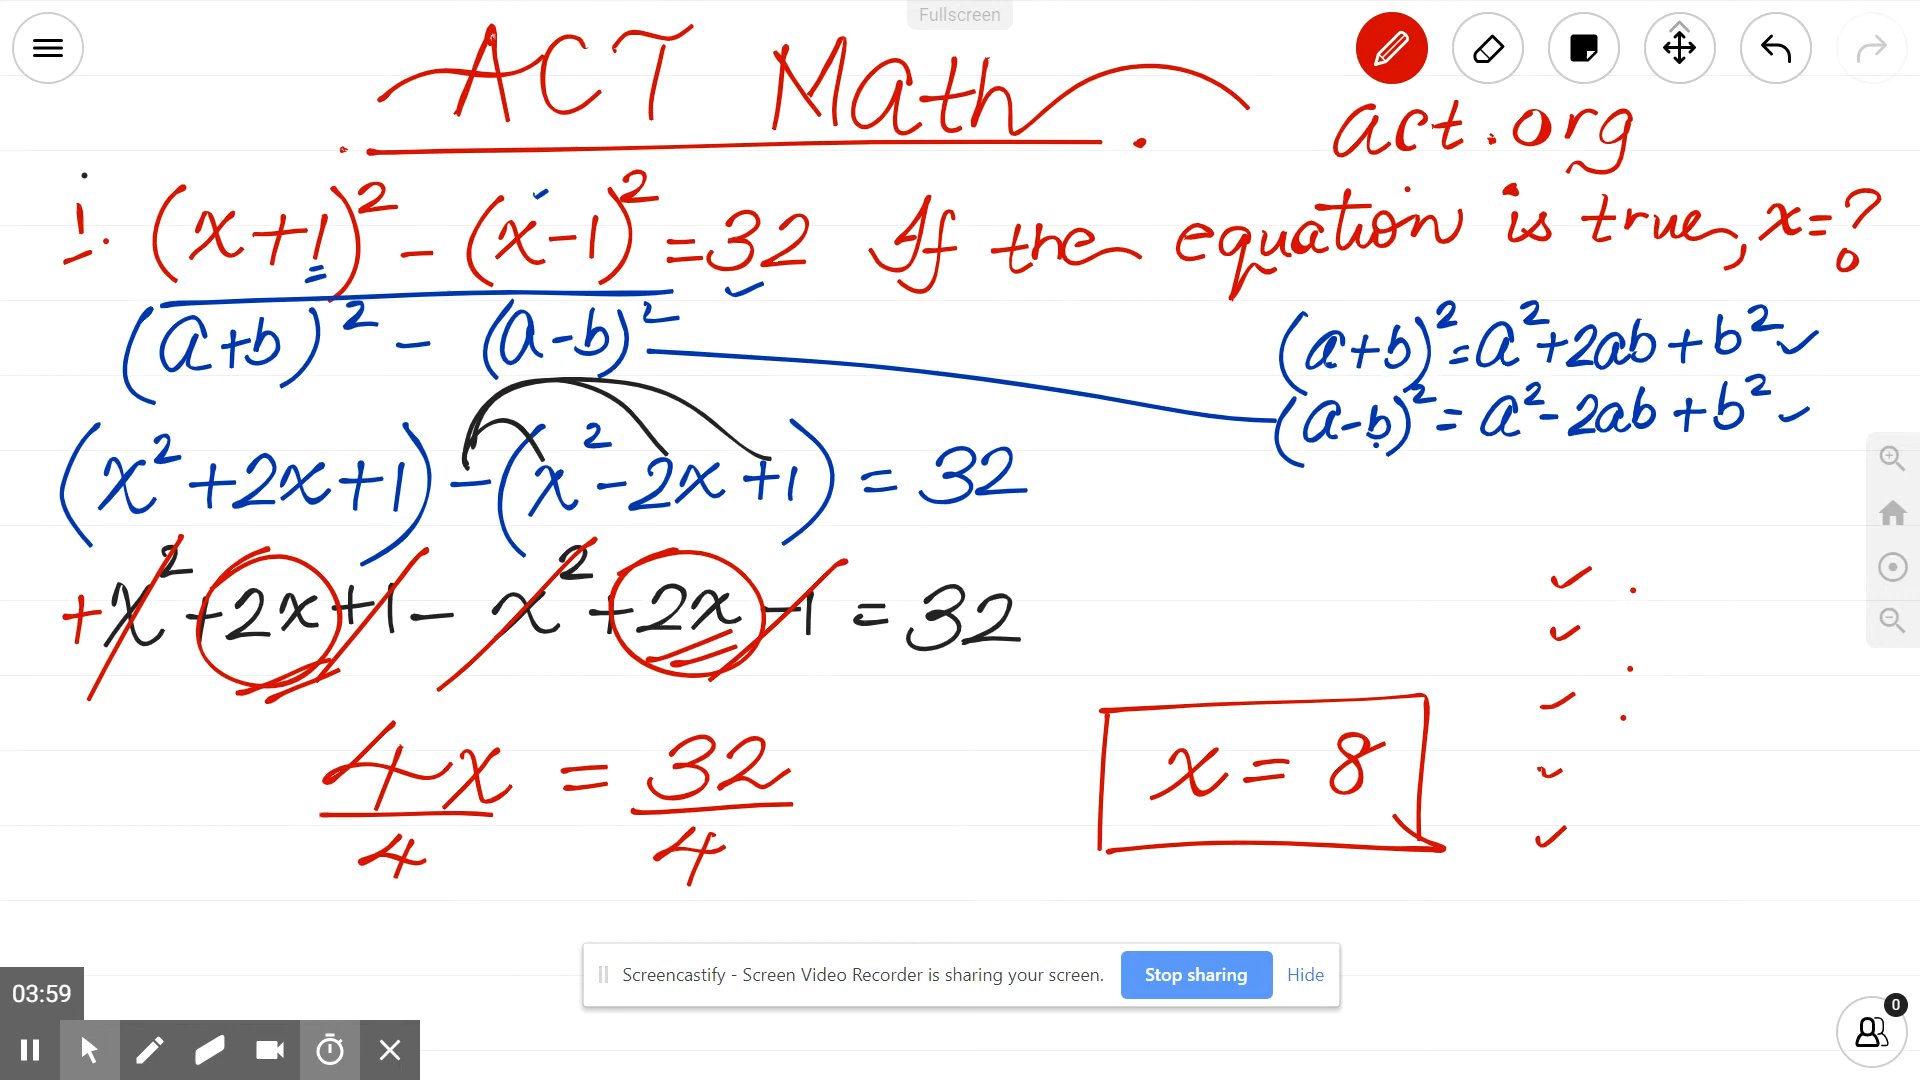 Fullscreen
ACT Math
act.org
1. (x+1)² - (x-1)² = 32 If the equation is true, x=?
(a+b)² - (a-b)²
(a+b)² = a²+2ab+b²
(a-b)² = a²-2ab+b²
(x²+2x+1) -(x²-2x+1) = 32
+x²+2x+1-x²+2x-1 = 32
4x = 32
4 4
x = 8
Screencastify - Screen Video Recorder is sharing your screen. Stop sharing Hide
03:59
0